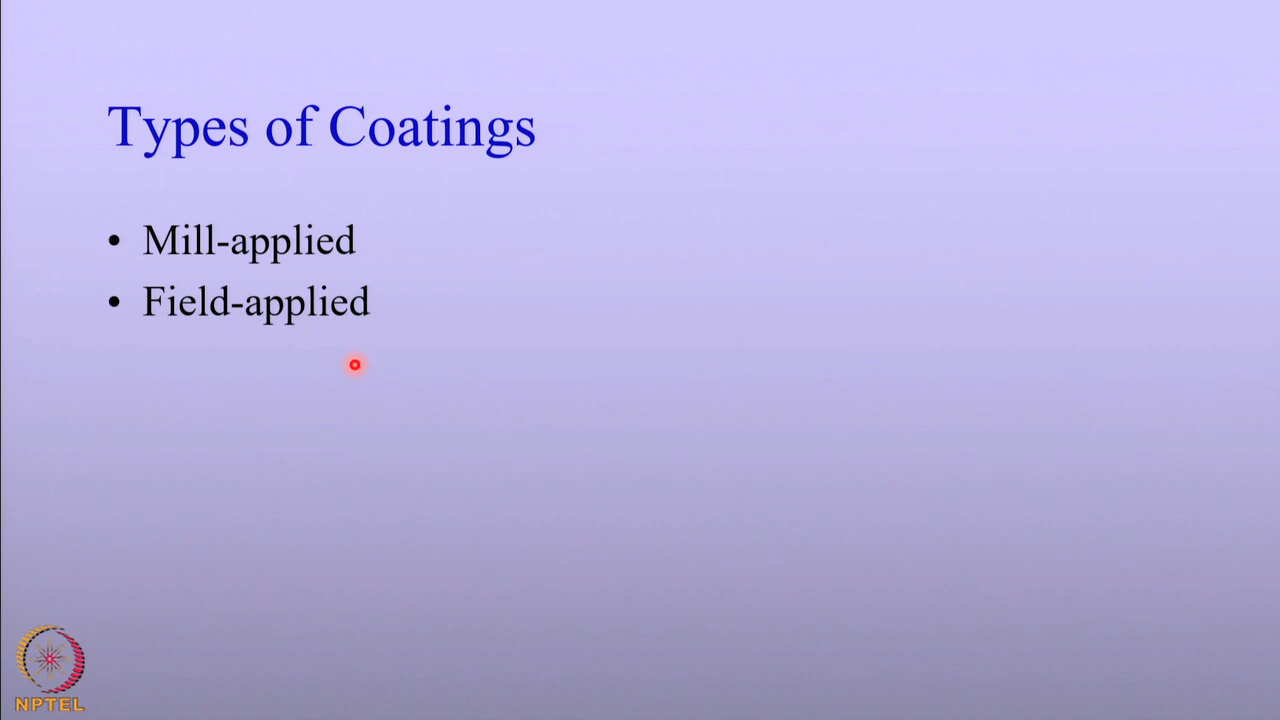 Types of Coatings
• Mill-applied
• Field-applied
NPTEL